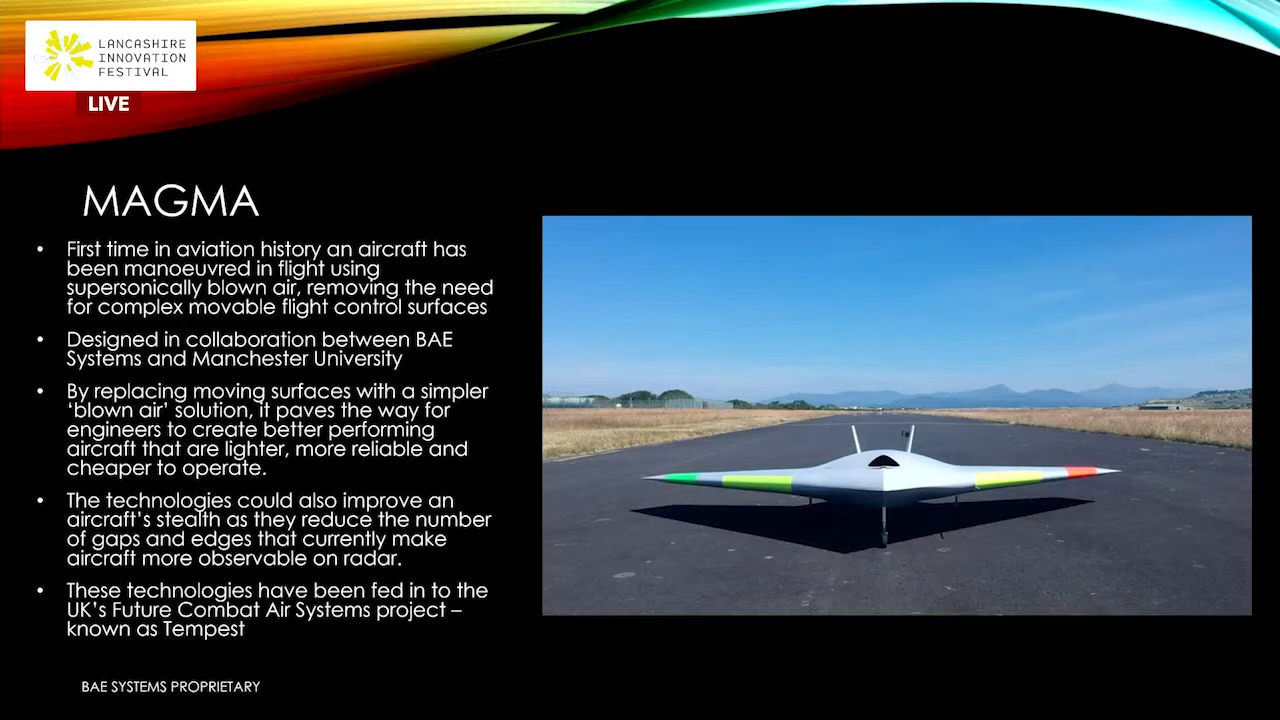 LANCASHIRE
INNOVATION
FESTIVAL
LIVE
MAGMA
• First time in aviation history an aircraft has
been manoeuvred in flight using
supersonically blown air, removing the need
for complex movable flight control surfaces
• Designed in collaboration between BAE
Systems and Manchester University
• By replacing moving surfaces with a simpler
‘blown air’ solution, it paves the way for
engineers to create better performing
aircraft that are lighter, more reliable and
cheaper to operate.
• The technologies could also improve an
aircraft’s stealth as they reduce the number
of gaps and edges that currently make
aircraft more observable on radar.
• These technologies have been fed in to the
UK’s Future Combat Air Systems project –
known as Tempest
BAE SYSTEMS PROPRIETARY